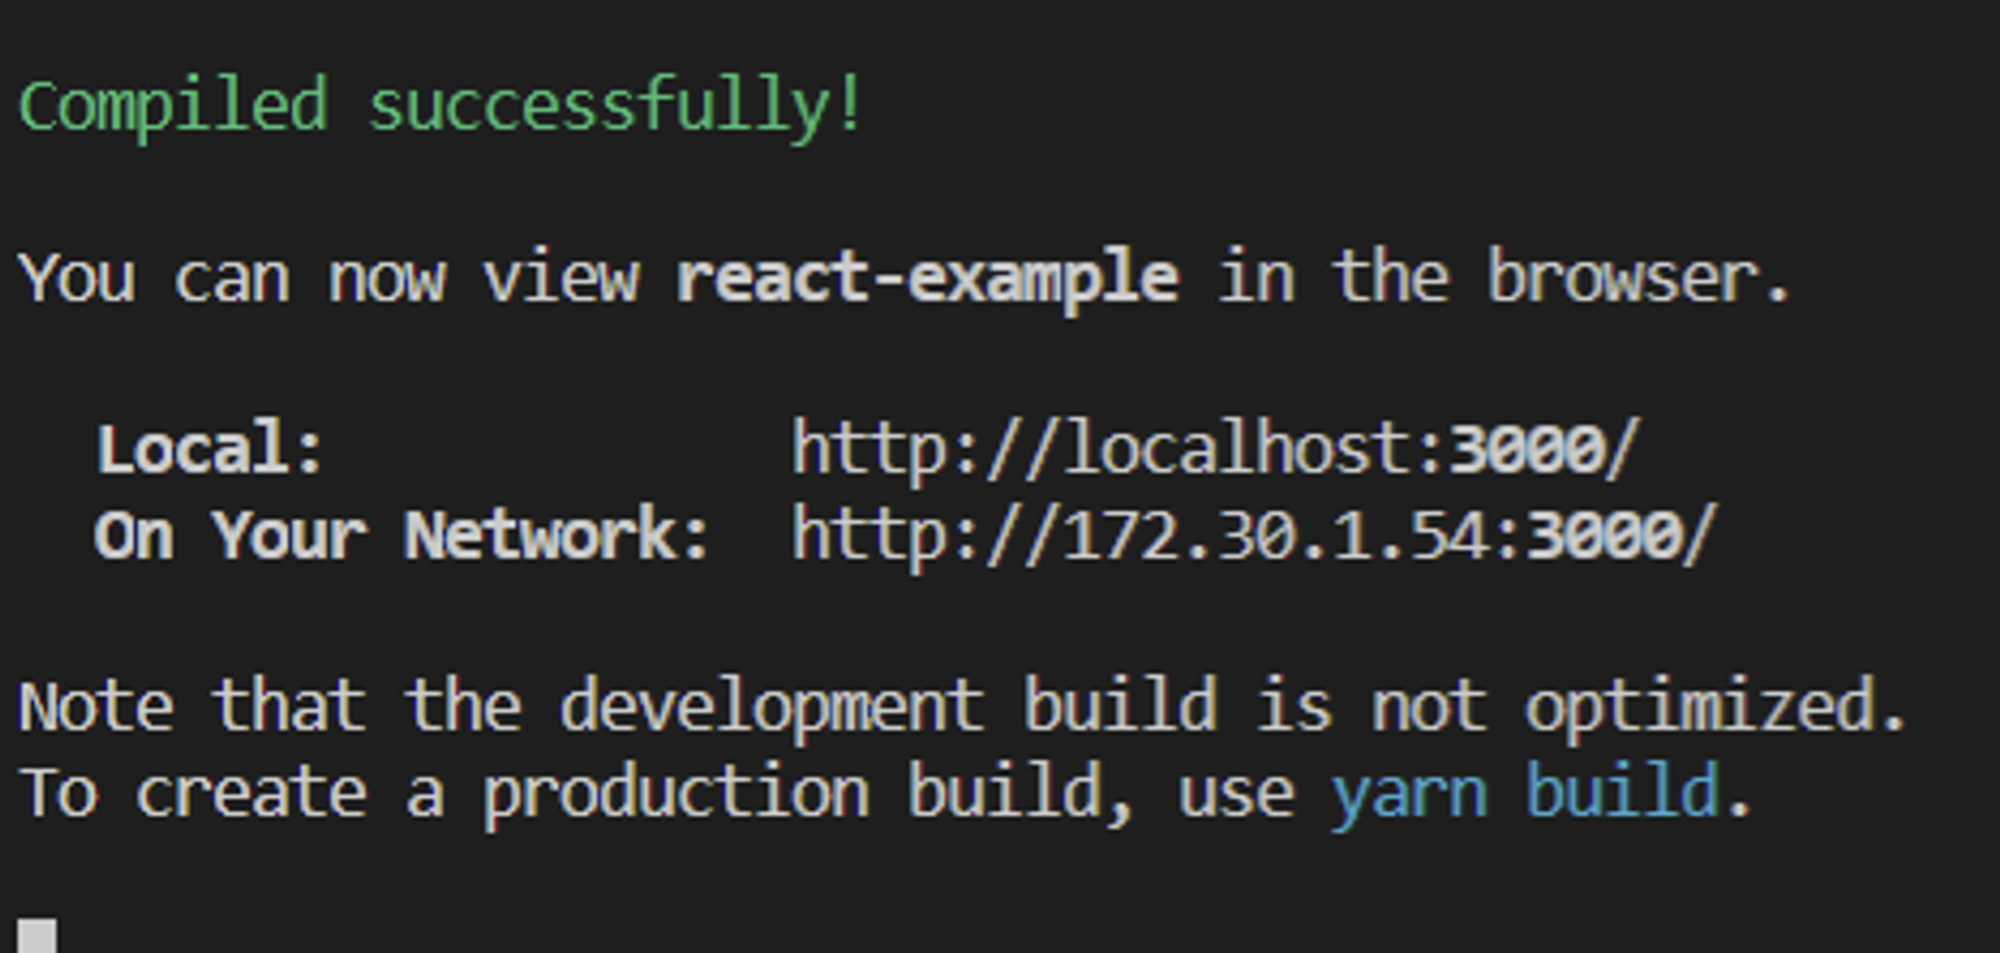 Compiled successfully!
You can now view react-example in the browser.
Local: http://localhost:3000/
On Your Network: http://172.30.1.54:3000/
Note that the development build is not optimized.
To create a production build, use yarn build.